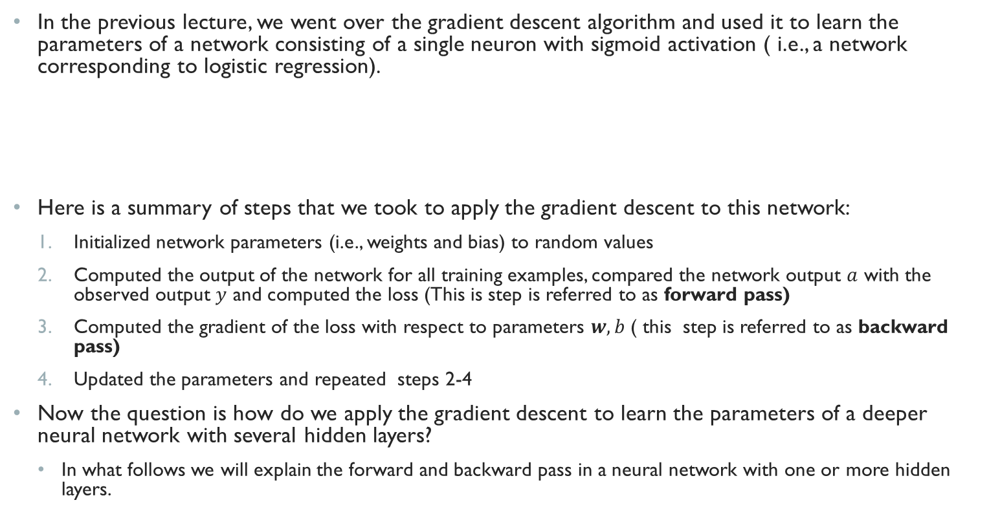 • In the previous lecture, we went over the gradient descent algorithm and used it to learn the
parameters of a network consisting of a single neuron with sigmoid activation ( i.e., a network
corresponding to logistic regression).
• Here is a summary of steps that we took to apply the gradient descent to this network:
1. Initialized network parameters (i.e., weights and bias) to random values
2. Computed the output of the network for all training examples, compared the network output a with the
observed output y and computed the loss (This is step is referred to as forward pass)
3. Computed the gradient of the loss with respect to parameters w, b ( this step is referred to as backward
pass)
4. Updated the parameters and repeated steps 2-4
• Now the question is how do we apply the gradient descent to learn the parameters of a deeper
neural network with several hidden layers?
• In what follows we will explain the forward and backward pass in a neural network with one or more hidden
layers.